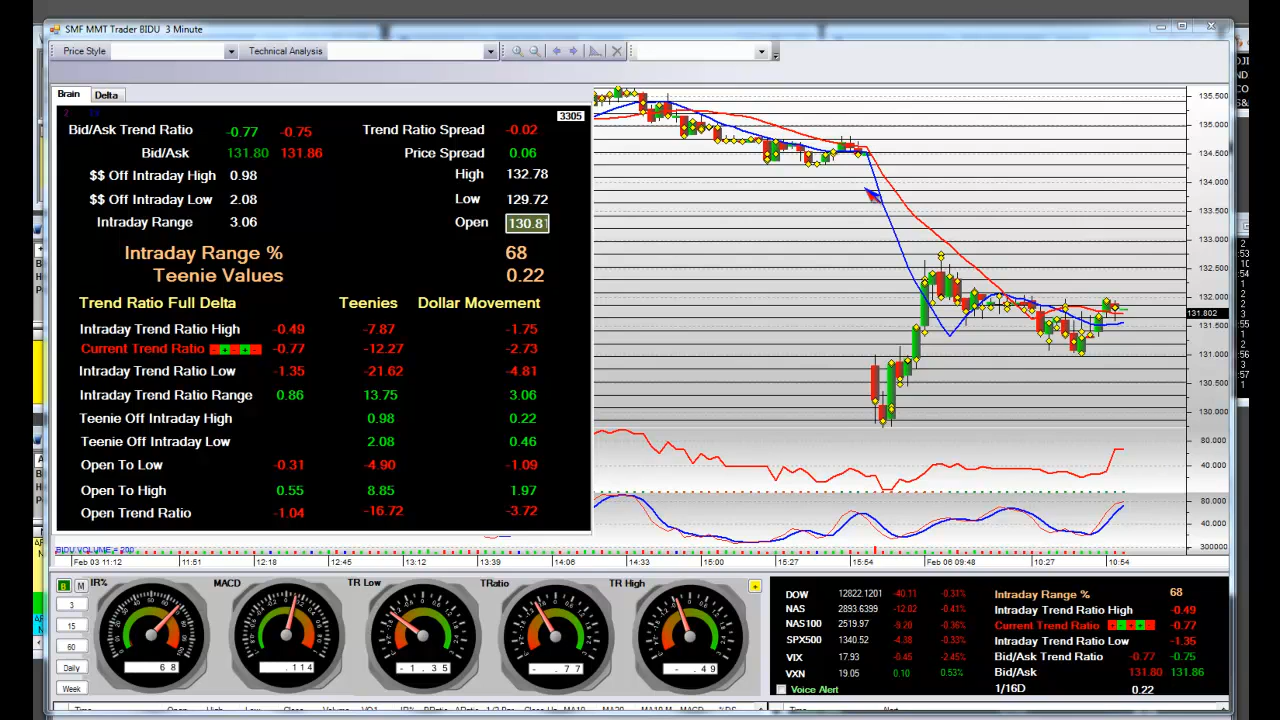 SMF MMT Trader BIDU 3 Minute
Price Style Technical Analysis
Brain Delta
3305
Bid/Ask Trend Ratio -0.77 -0.75 Trend Ratio Spread -0.02
Bid/Ask 131.80 131.86 Price Spread 0.06
$$ Off Intraday High 0.98 High 132.78
$$ Off Intraday Low 2.08 Low 129.72
Intraday Range 3.06 Open 130.81
Intraday Range % 68
Teenie Values 0.22
Trend Ratio Full Delta Teenies Dollar Movement
Intraday Trend Ratio High -0.49 -7.87 -1.75
Current Trend Ratio - + - + - -0.77 -12.27 -2.73
Intraday Trend Ratio Low -1.35 -21.62 -4.81
Intraday Trend Ratio Range 0.86 13.75 3.06
Teenie Off Intraday High 0.98 0.22
Teenie Off Intraday Low 2.08 0.46
Open To Low -0.31 -4.90 -1.09
Open To High 0.55 8.85 1.97
Open Trend Ratio -1.04 -16.72 -3.72
135.500
135.000
134.500
134.000
133.500
133.000
132.500
132.000
131.802
131.500
131.000
130.500
130.000
80.000
40.000
80.000
40.000
300000
BIDU VOLUME = 200
Feb 03 11:12 11:51 12:18 12:45 13:12 13:39 14:06 14:33 15:00 15:27 15:54 Feb 06 09:48 10:27 10:54
B M IR% MACD TR Low TRatio TR High +
3
15
60
Daily
Week
68 .114 -1.35 -.77 -.49
DOW 12822.1201 -40.11 -0.31%
NAS 2893.6399 -12.02 -0.41%
NAS100 2519.97 -9.20 -0.36%
SPX500 1340.52 -4.38 -0.33%
VIX 17.93 -0.45 -2.45%
VXN 19.05 0.10 0.53%
Voice Alert
Intraday Range % 68
Intraday Trend Ratio High -0.49
Current Trend Ratio - + - + - -0.77
Intraday Trend Ratio Low -1.35
Bid/Ask Trend Ratio -0.77 -0.75
Bid/Ask 131.80 131.86
1/16D 0.22